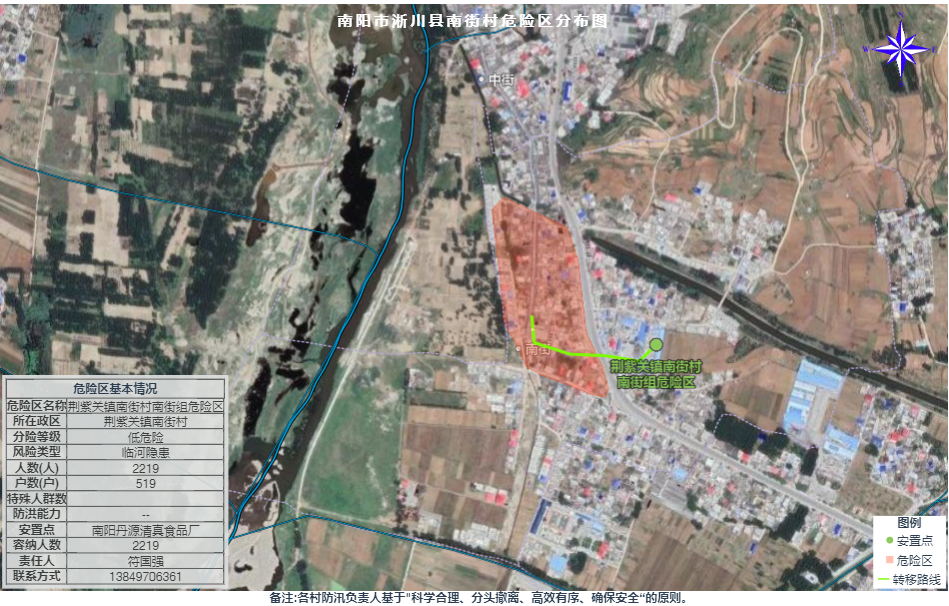 南阳市淅川县南街村危险区分布图
N
W
E
S
中街
南街
荆紫关镇南街村
南街组危险区
危险区基本情况
危险区名称 荆紫关镇南街村南街组危险区
所在政区 荆紫关镇南街村
分险等级 低危险
风险类型 临河隐患
人数(人) 2219
户数(户) 519
特殊人群数
防洪能力 --
安置点 南阳丹源清真食品厂
容纳人数 2219
责任人 符国强
联系方式 13849706361
图例
安置点
危险区
转移路线
备注:各村防汛负责人基于"科学合理、分头撤离、高效有序、确保安全“的原则。